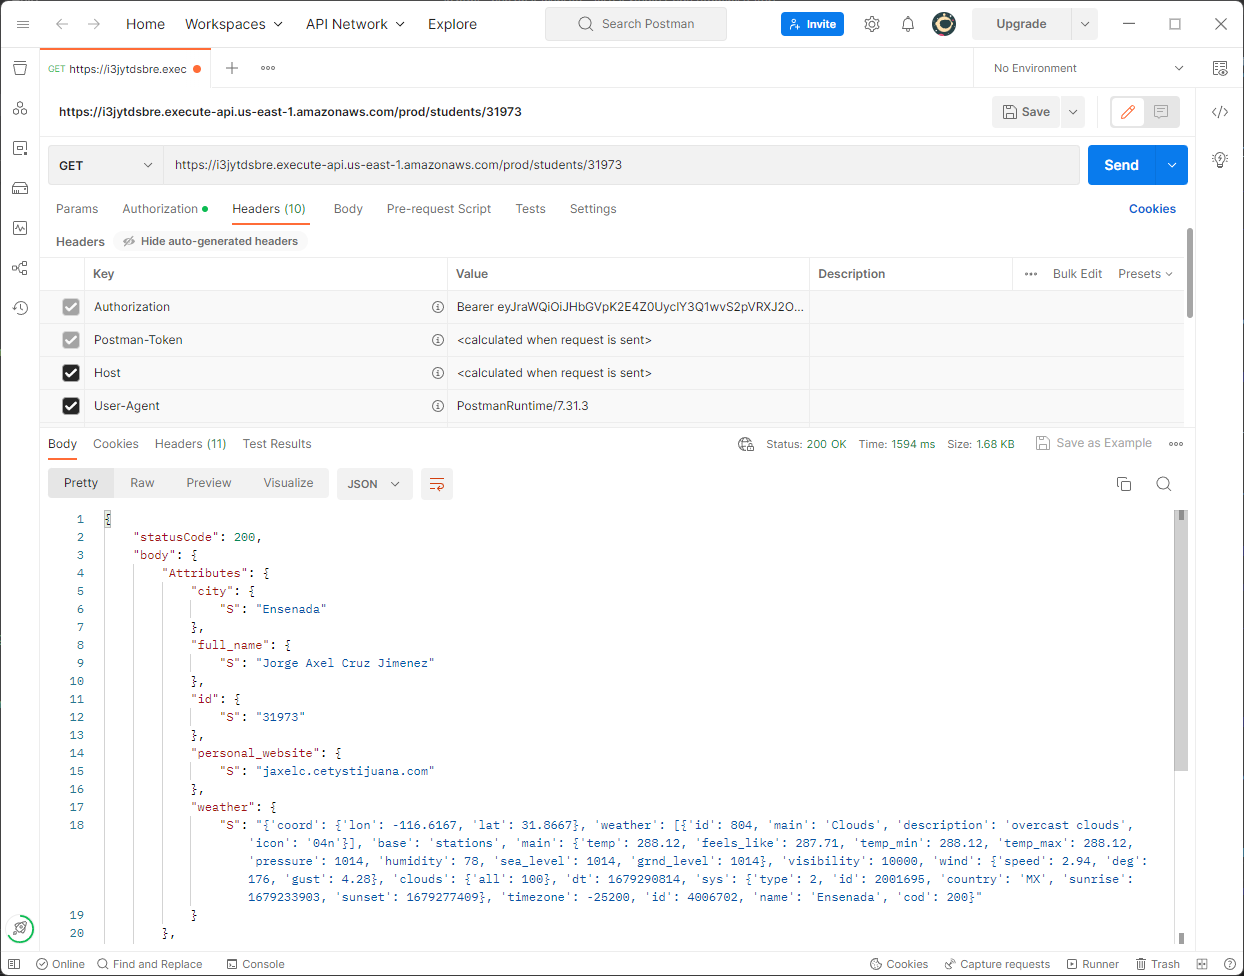 Home Workspaces API Network Explore Search Postman Invite Upgrade
GET https://i3jytdsbre.exec No Environment
https://i3jytdsbre.execute-api.us-east-1.amazonaws.com/prod/students/31973 Save
GET https://i3jytdsbre.execute-api.us-east-1.amazonaws.com/prod/students/31973 Send
Params Authorization Headers (10) Body Pre-request Script Tests Settings Cookies
Headers Hide auto-generated headers
Key Value Description Bulk Edit Presets
Authorization Bearer eyJraWQiOiJHbGVpK2E4Z0UyclY3Q1wvS2pVRXJ2O...
Postman-Token <calculated when request is sent>
Host <calculated when request is sent>
User-Agent PostmanRuntime/7.31.3
Body Cookies Headers (11) Test Results Status: 200 OK Time: 1594 ms Size: 1.68 KB Save as Example
Pretty Raw Preview Visualize JSON
1 {
2 "statusCode": 200,
3 "body": {
4 "Attributes": {
5 "city": {
6 "S": "Ensenada"
7 },
8 "full_name": {
9 "S": "Jorge Axel Cruz Jimenez"
10 },
11 "id": {
12 "S": "31973"
13 },
14 "personal_website": {
15 "S": "jaxelc.cetystijuana.com"
16 },
17 "weather": {
18 "S": "{'coord': {'lon': -116.6167, 'lat': 31.8667}, 'weather': [{'id': 804, 'main': 'Clouds', 'description': 'overcast clouds',
'icon': '04n'}], 'base': 'stations', 'main': {'temp': 288.12, 'feels_like': 287.71, 'temp_min': 288.12, 'temp_max': 288.12,
'pressure': 1014, 'humidity': 78, 'sea_level': 1014, 'grnd_level': 1014}, 'visibility': 10000, 'wind': {'speed': 2.94, 'deg':
176, 'gust': 4.28}, 'clouds': {'all': 100}, 'dt': 1679290814, 'sys': {'type': 2, 'id': 2001695, 'country': 'MX', 'sunrise':
1679233903, 'sunset': 1679277409}, 'timezone': -25200, 'id': 4006702, 'name': 'Ensenada', 'cod': 200}"
19 }
20 },
Online Find and Replace Console Cookies Capture requests Runner Trash